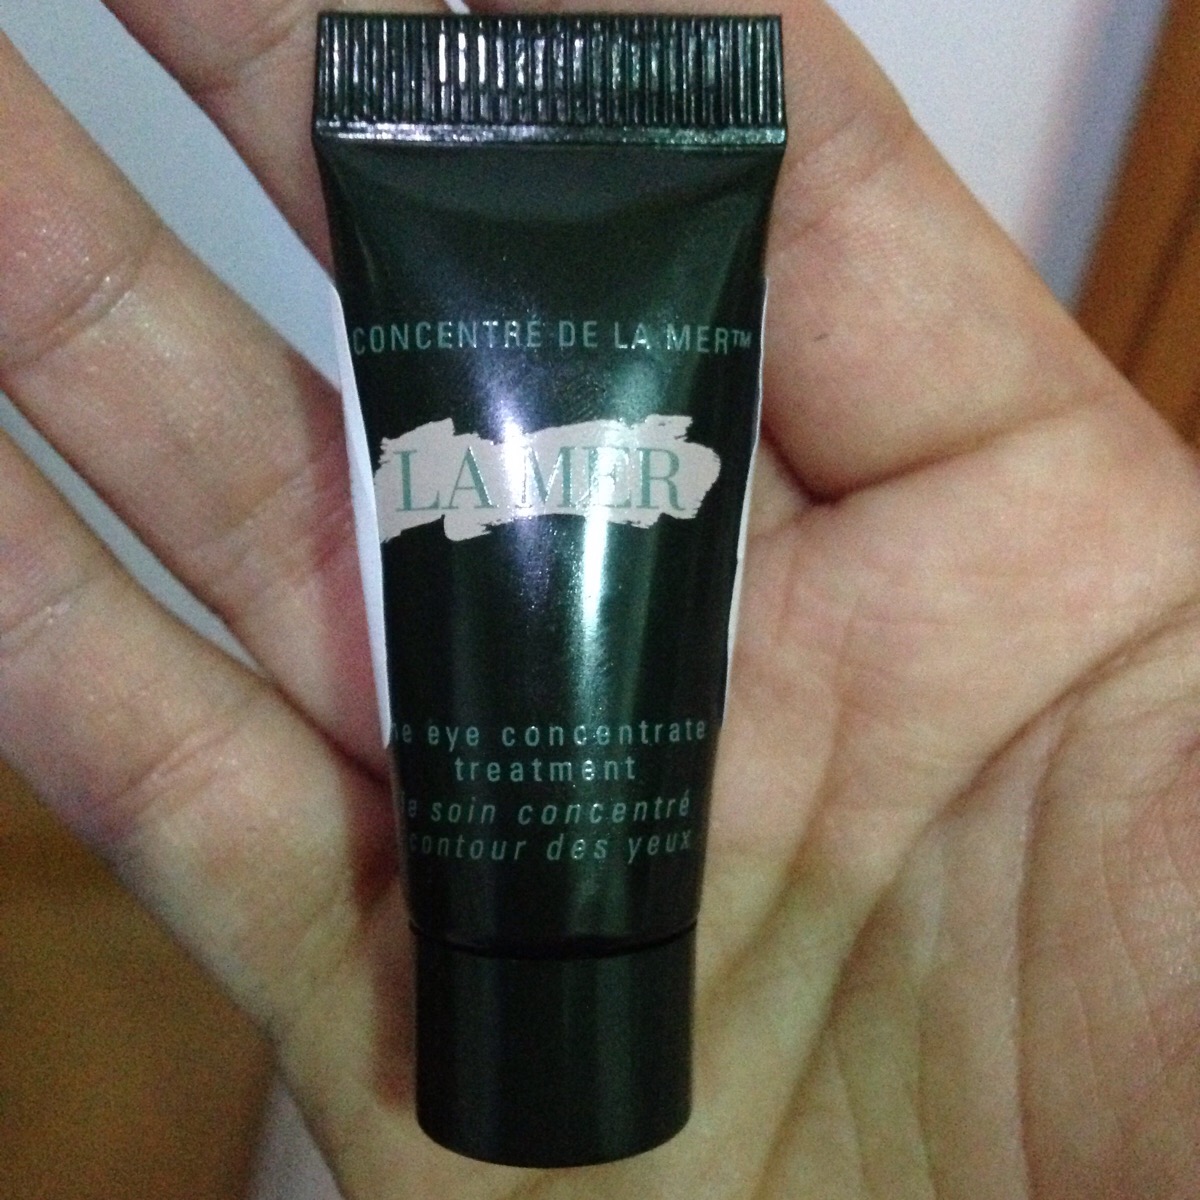 CONCENTRÉ DE LA MER™
LA MER
eye concentrate
treatment
soin concentré
contour des yeux